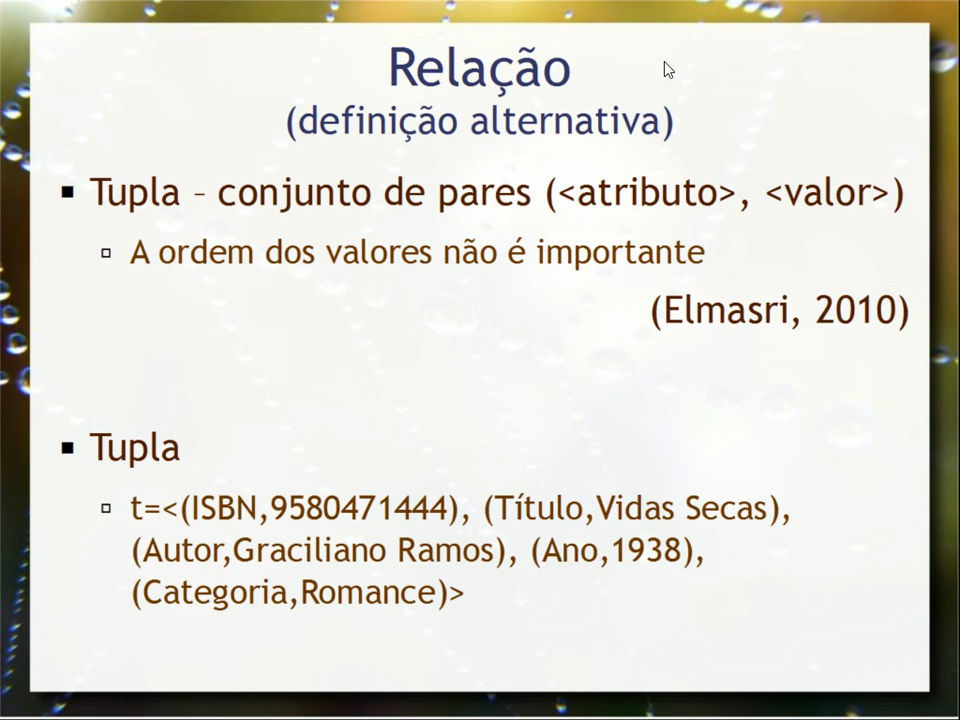 Relação
(definição alternativa)
Tupla – conjunto de pares (<atributo>, <valor>)
A ordem dos valores não é importante
(Elmasri, 2010)
Tupla
t=<(ISBN,9580471444), (Título,Vidas Secas),
(Autor,Graciliano Ramos), (Ano,1938),
(Categoria,Romance)>